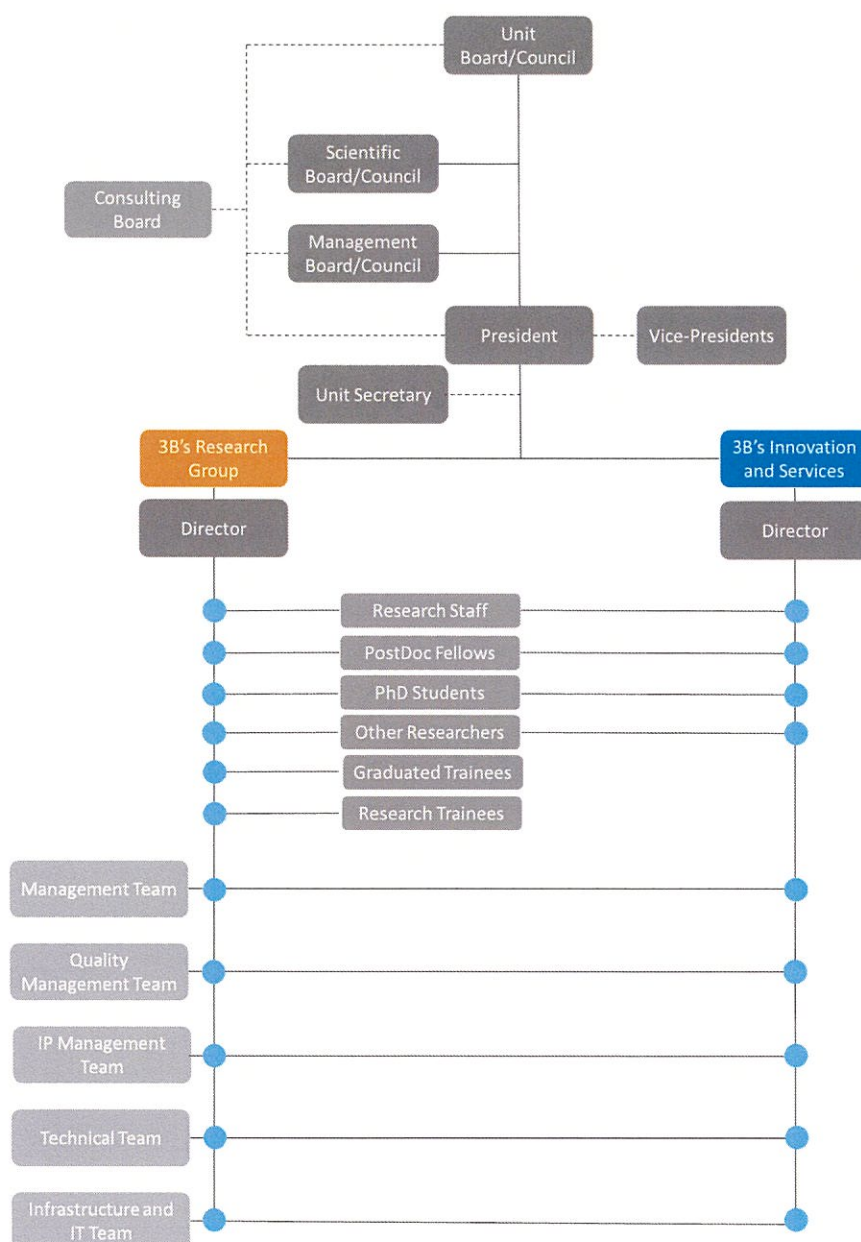 Unit
Board/Council
Scientific
Board/Council
Consulting
Board
Management
Board/Council
President
Vice-Presidents
Unit Secretary
3B's Research
Group
3B's Innovation
and Services
Director
Director
Research Staff
PostDoc Fellows
PhD Students
Other Researchers
Graduated Trainees
Research Trainees
Management Team
Quality
Management Team
IP Management
Team
Technical Team
Infrastructure and
IT Team